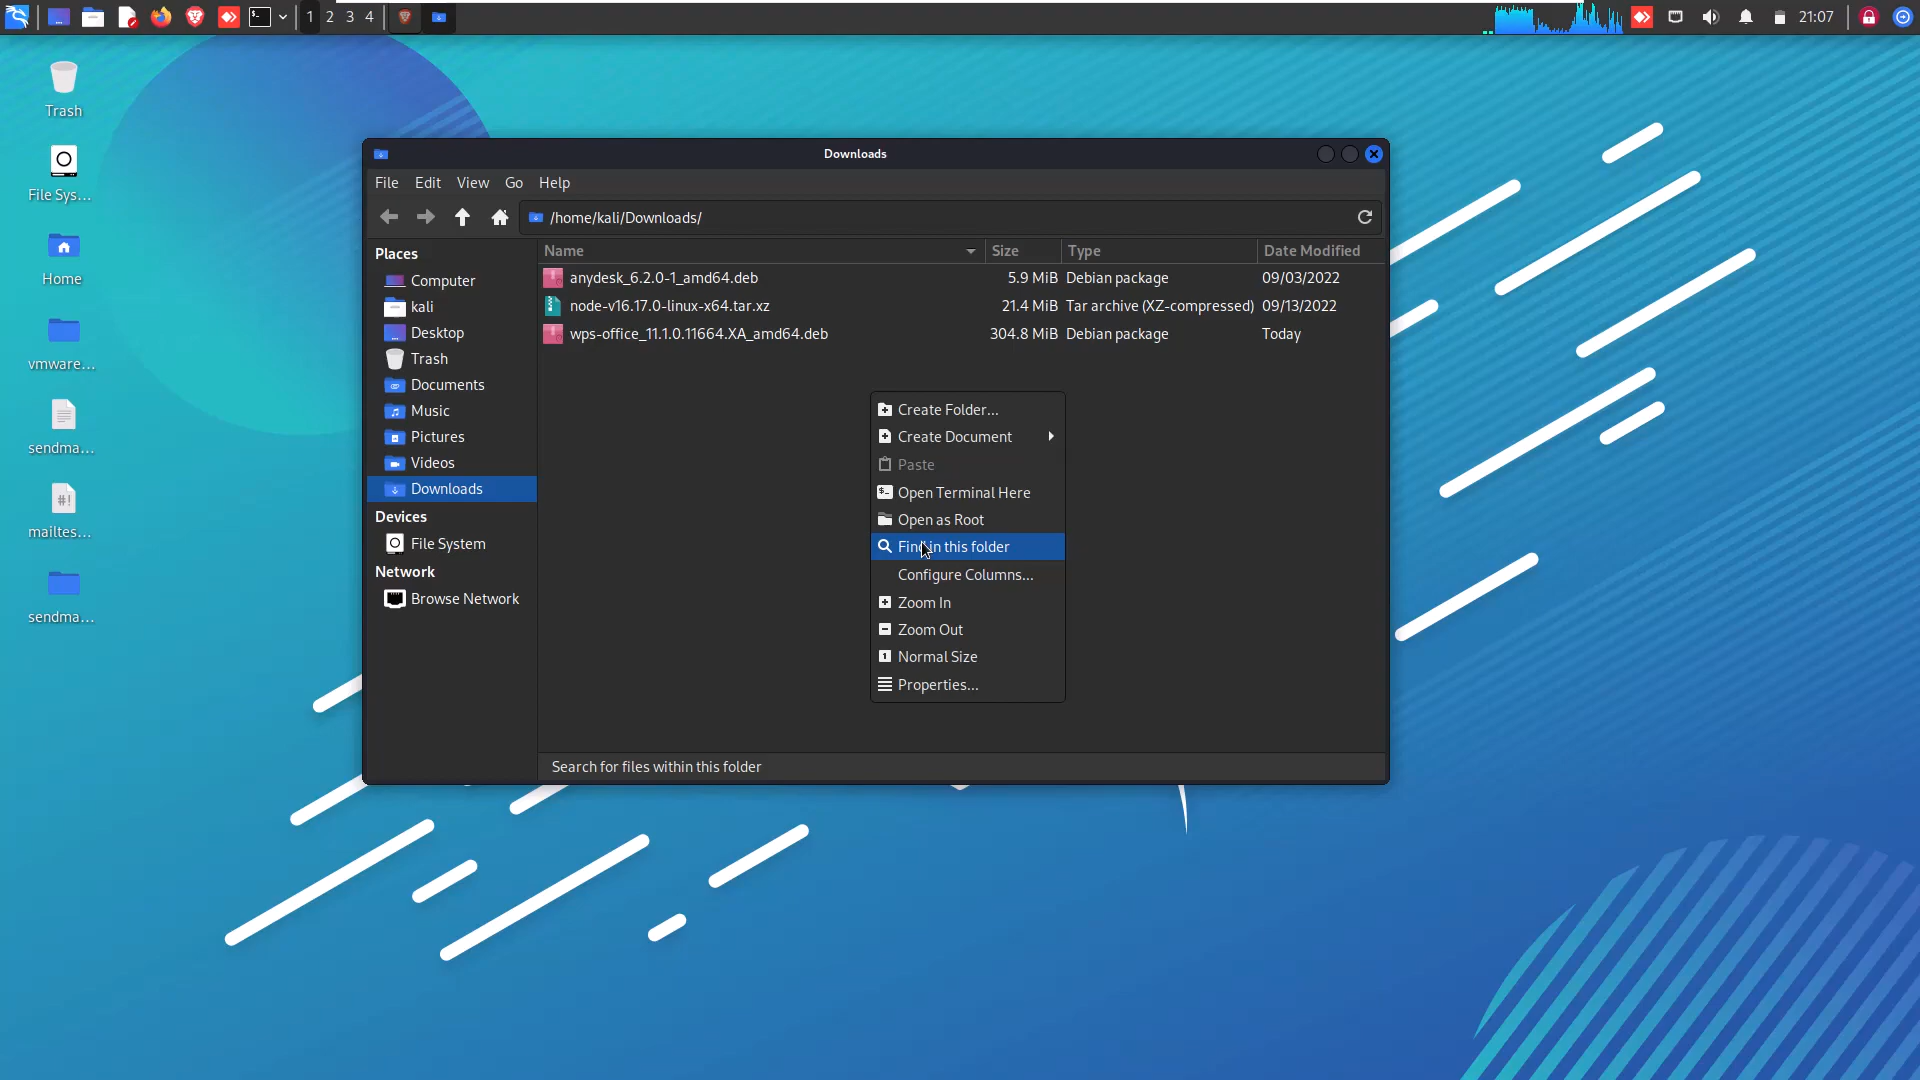 1 2 3 4
21:07
Trash
File Sys...
Home
vmware...
sendma...
mailtes...
sendma...
Downloads
File Edit View Go Help
/home/kali/Downloads/
Places
Computer
kali
Desktop
Trash
Documents
Music
Pictures
Videos
Downloads
Devices
File System
Network
Browse Network
Name Size Type Date Modified
anydesk_6.2.0-1_amd64.deb 5.9 MiB Debian package 09/03/2022
node-v16.17.0-linux-x64.tar.xz 21.4 MiB Tar archive (XZ-compressed) 09/13/2022
wps-office_11.1.0.11664.XA_amd64.deb 304.8 MiB Debian package Today
Create Folder...
Create Document
Paste
Open Terminal Here
Open as Root
Find in this folder
Configure Columns...
Zoom In
Zoom Out
Normal Size
Properties...
Search for files within this folder